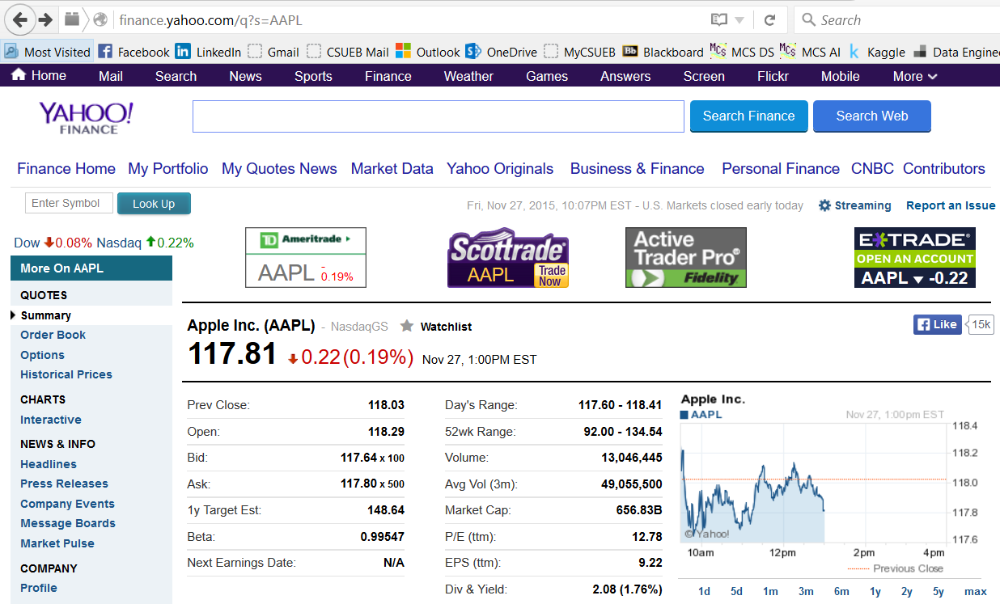 finance.yahoo.com/q?s=AAPL
Search
Most Visited Facebook LinkedIn Gmail CSUEB Mail Outlook OneDrive MyCSUEB Blackboard MCS DS MCS AI Kaggle Data Engine
Home Mail Search News Sports Finance Weather Games Answers Screen Flickr Mobile More
YAHOO!
FINANCE
Search Finance Search Web
Finance Home My Portfolio My Quotes News Market Data Yahoo Originals Business & Finance Personal Finance CNBC Contributors
Enter Symbol Look Up
Fri, Nov 27, 2015, 10:07PM EST - U.S. Markets closed early today Streaming Report an Issue
Dow 0.08% Nasdaq 0.22%
TD Ameritrade
AAPL - 0.19%
Scottrade®
AAPL Trade Now
Active
Trader Pro®
Fidelity
E*TRADE®
OPEN AN ACCOUNT
AAPL ▼ -0.22
More On AAPL
QUOTES
Summary
Order Book
Options
Historical Prices
CHARTS
Interactive
NEWS & INFO
Headlines
Press Releases
Company Events
Message Boards
Market Pulse
COMPANY
Profile
Apple Inc. (AAPL) - NasdaqGS Watchlist
Like 15k
117.81 0.22(0.19%) Nov 27, 1:00PM EST
Prev Close: 118.03
Open: 118.29
Bid: 117.64 x 100
Ask: 117.80 x 500
1y Target Est: 148.64
Beta: 0.99547
Next Earnings Date: N/A
Day's Range: 117.60 - 118.41
52wk Range: 92.00 - 134.54
Volume: 13,046,445
Avg Vol (3m): 49,055,500
Market Cap: 656.83B
P/E (ttm): 12.78
EPS (ttm): 9.22
Div & Yield: 2.08 (1.76%)
Apple Inc.
AAPL Nov 27, 1:00pm EST
118.4
118.2
118.0
117.8
117.6
© Yahoo!
10am 12pm 2pm 4pm
Previous Close
1d 5d 1m 3m 6m 1y 2y 5y max